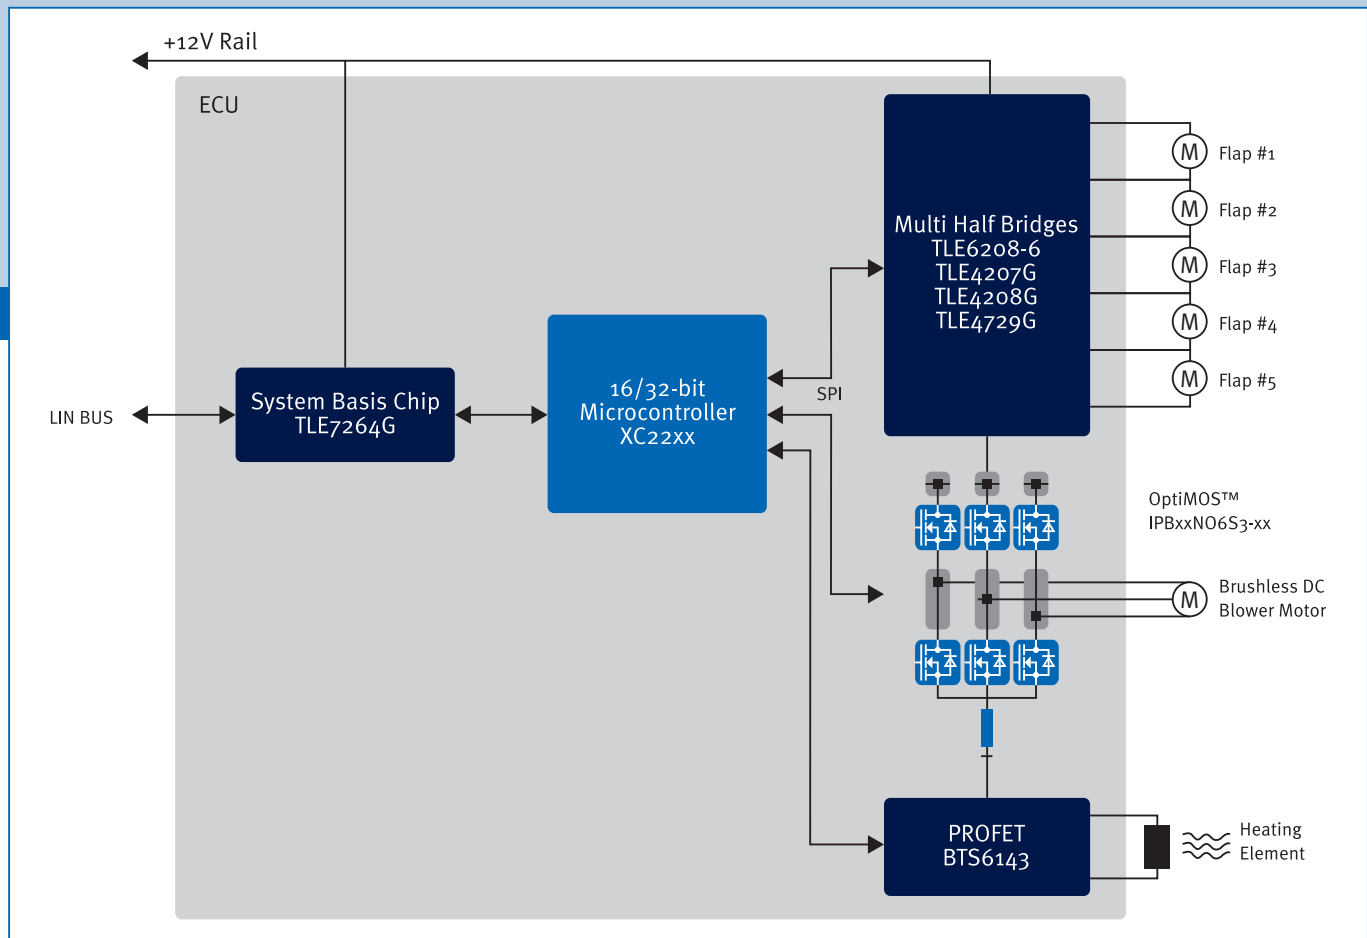 +12V Rail
ECU
Multi Half Bridges
TLE6208-6
TLE4207G
TLE4208G
TLE4729G
M
Flap #1
M
Flap #2
M
Flap #3
M
Flap #4
M
Flap #5
LIN BUS
System Basis Chip
TLE7264G
16/32-bit
Microcontroller
XC22xx
SPI
OptiMOS™
IPBxxNO6S3-xx
M
Brushless DC
Blower Motor
PROFET
BTS6143
Heating
Element